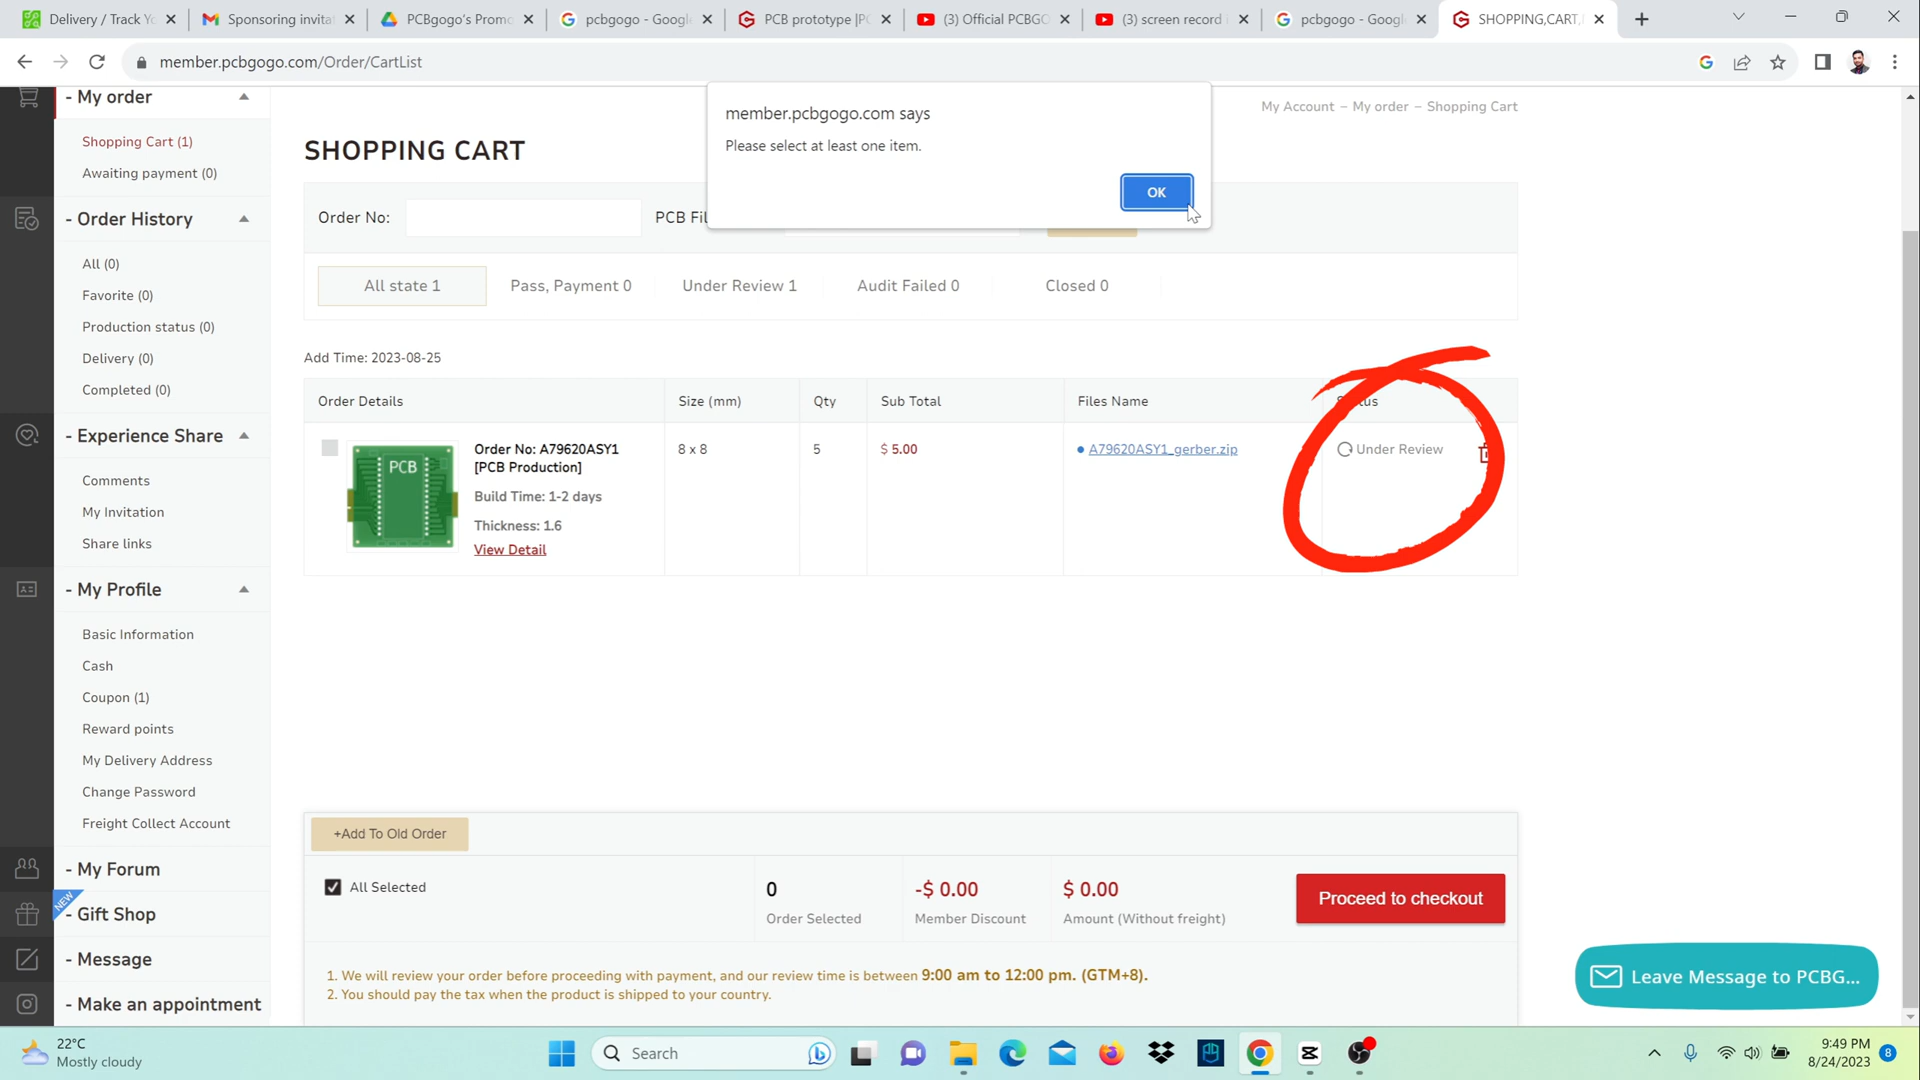 Delivery / Track Yo
Sponsoring invitat
PCBgogo's Promo
pcbgogo - Google
PCB prototype |PC
(3) Official PCBGO
(3) screen record i
pcbgogo - Google
SHOPPING,CART,
member.pcbgogo.com/Order/CartList
- My order
Shopping Cart (1)
Awaiting payment (0)
- Order History
All (0)
Favorite (0)
Production status (0)
Delivery (0)
Completed (0)
- Experience Share
Comments
My Invitation
Share links
- My Profile
Basic Information
Cash
Coupon (1)
Reward points
My Delivery Address
Change Password
Freight Collect Account
- My Forum
NEW
- Gift Shop
- Message
- Make an appointment
My Account – My order – Shopping Cart
member.pcbgogo.com says
Please select at least one item.
OK
SHOPPING CART
Order No:
PCB Fil
All state 1
Pass, Payment 0
Under Review 1
Audit Failed 0
Closed 0
Add Time: 2023-08-25
Order Details
Size (mm)
Qty
Sub Total
Files Name
PCB
Order No: A79620ASY1
[PCB Production]
Build Time: 1-2 days
Thickness: 1.6
View Detail
8 x 8
5
$ 5.00
A79620ASY1_gerber.zip
Under Review
+Add To Old Order
All Selected
0
Order Selected
-$ 0.00
Member Discount
$ 0.00
Amount (Without freight)
Proceed to checkout
1. We will review your order before proceeding with payment, and our review time is between 9:00 am to 12:00 pm. (GTM+8).
2. You should pay the tax when the product is shipped to your country.
Leave Message to PCBG...
22°C
Mostly cloudy
Search
9:49 PM
8/24/2023
8